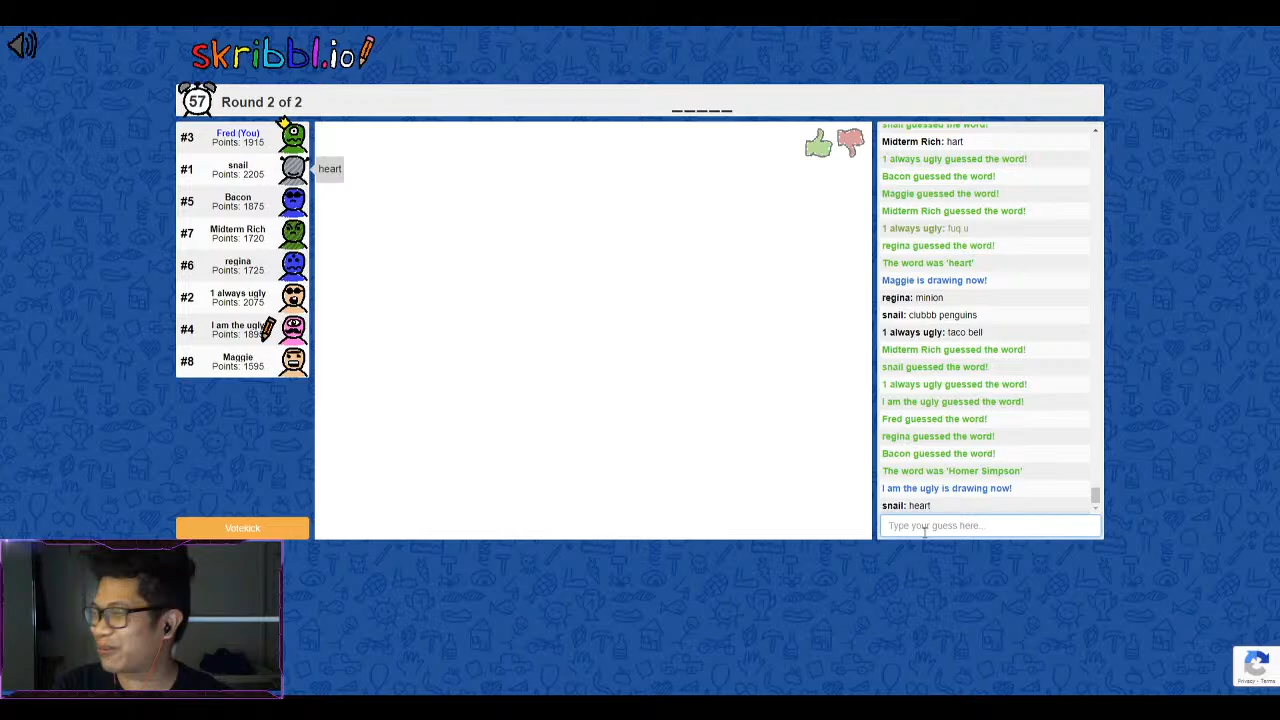 skribbl.io
57
Round 2 of 2
_____
#3
Fred (You)
Points: 1915
#1
snail
Points: 2205
heart
#5
Bacon
Points: 1875
#7
Midterm Rich
Points: 1720
#6
regina
Points: 1725
#2
1 always ugly
Points: 2075
#4
I am the ugly
#8
Maggie
Points: 1595
Votekick
snail guessed the word!
Midterm Rich: hart
1 always ugly guessed the word!
Bacon guessed the word!
Maggie guessed the word!
Midterm Rich guessed the word!
1 always ugly: fuq u
regina guessed the word!
The word was 'heart'
Maggie is drawing now!
regina: minion
snail: clubbb penguins
1 always ugly: taco bell
Midterm Rich guessed the word!
snail guessed the word!
1 always ugly guessed the word!
I am the ugly guessed the word!
Fred guessed the word!
regina guessed the word!
Bacon guessed the word!
The word was 'Homer Simpson'
I am the ugly is drawing now!
snail: heart
Type your guess here...
Privacy - Terms